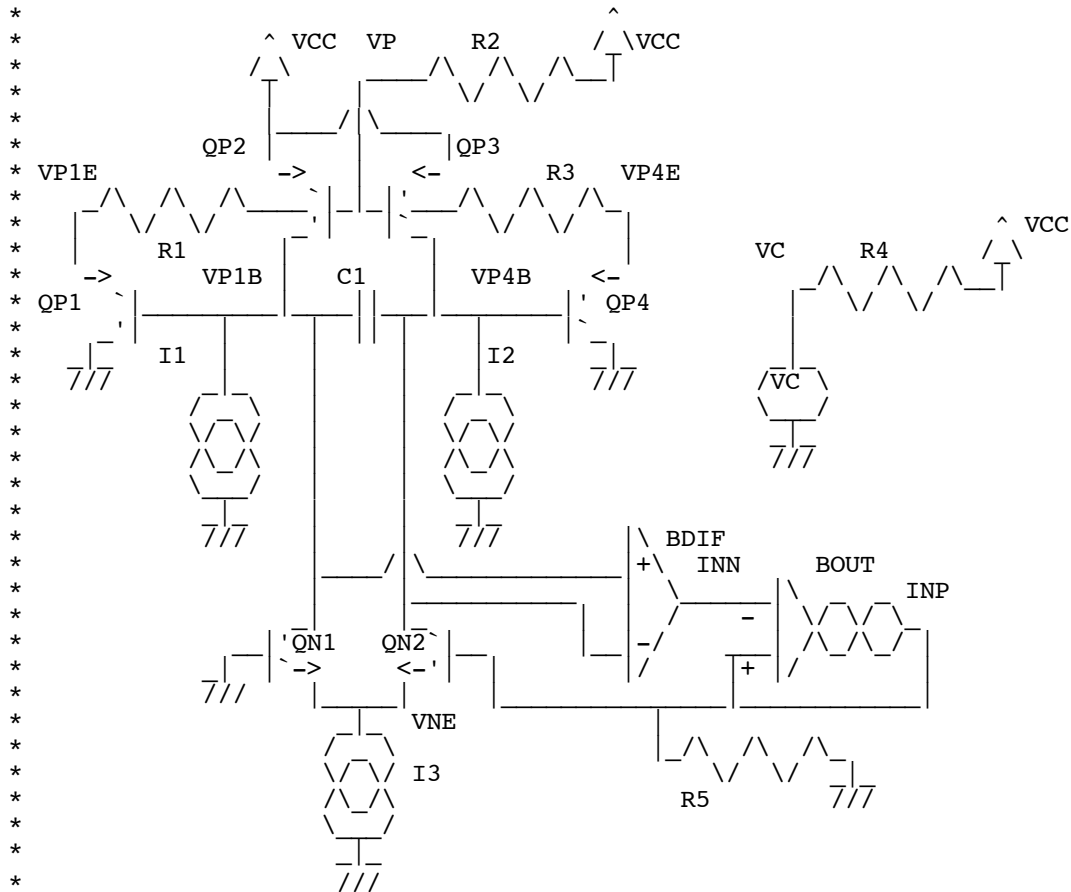 VCC VP R2 VCC
QP2 QP3
VP1E R3 VP4E
VCC
R1 VC R4
VP1B C1 VP4B
QP1 QP4
I1 I2
VC
BDIF
+ INN BOUT
INP
-
QN1 QN2 -
+
VNE
I3
R5